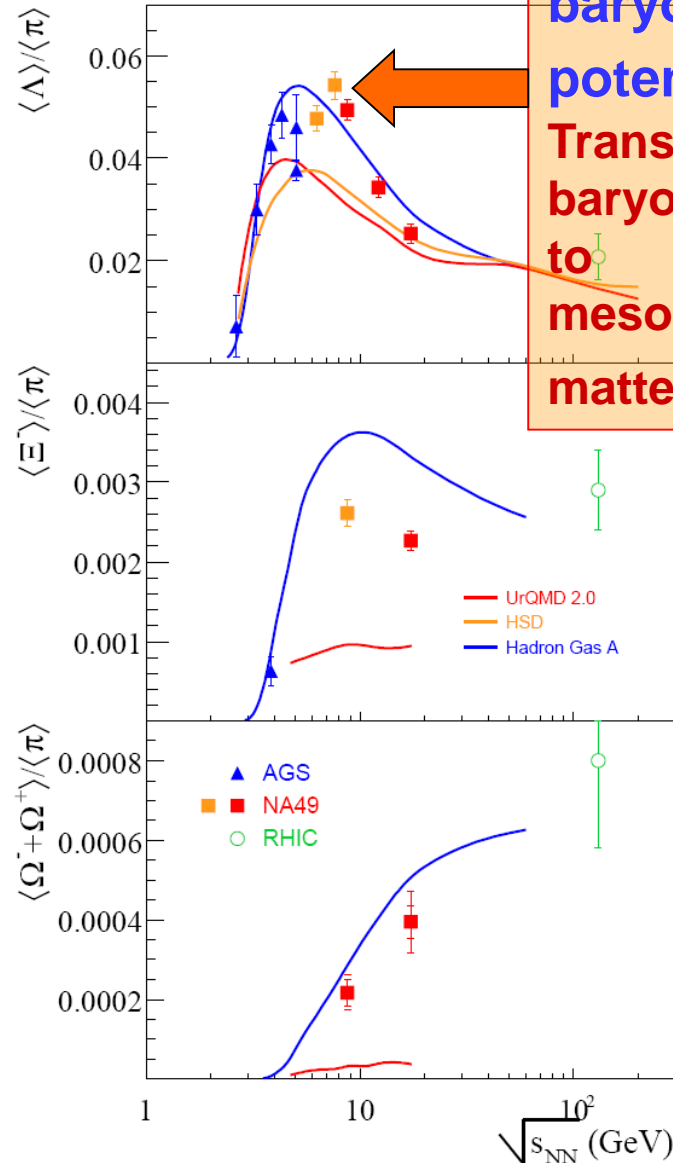 baryo
poten
Trans
baryo
to
meso
matte
⟨Λ⟩/⟨π⟩
0.06
0.04
0.02
⟨Ξ⁻⟩/⟨π⟩
0.004
0.003
0.002
0.001
UrQMD 2.0
HSD
Hadron Gas A
⟨Ω⁻+Ω⁺⟩/⟨π⟩
0.0008
0.0006
0.0004
0.0002
AGS
NA49
RHIC
1 10 10²
√s_NN (GeV)